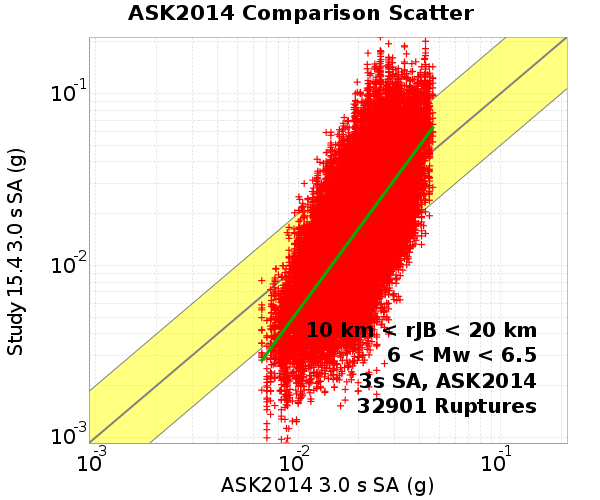 ASK2014 Comparison Scatter
Study 15.4 3.0 s SA (g)
10-1
10-2
10-3
10 km < rJB < 20 km
6 < Mw < 6.5
3s SA, ASK2014
32901 Ruptures
10-3 10-2 10-1
ASK2014 3.0 s SA (g)